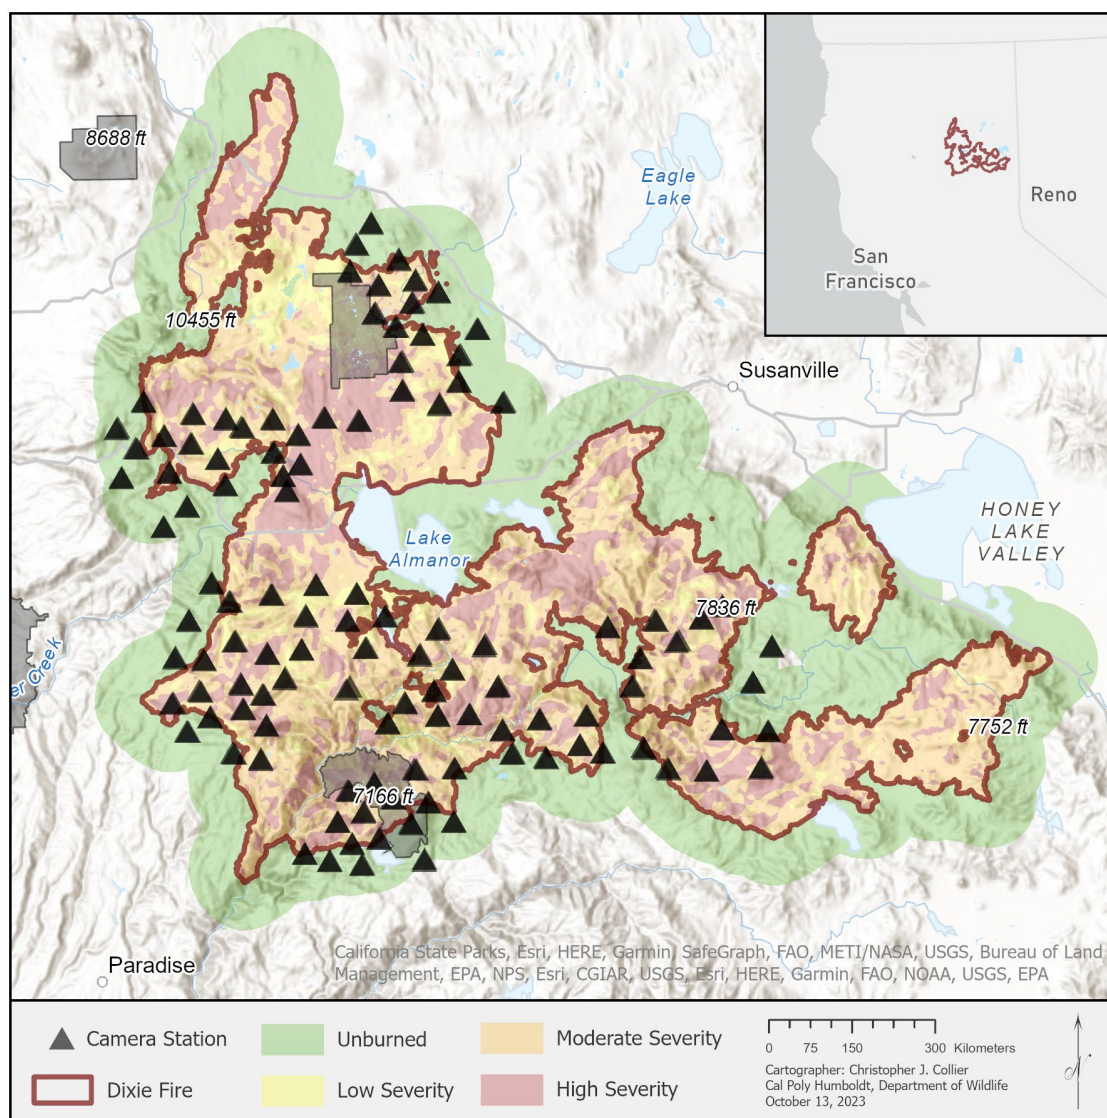 8688 ft
Eagle
Lake
Reno
San
Francisco
10455 ft
Susanville
HONEY
LAKE
VALLEY
Lake
Almanor
7836 ft
er Creek
7752 ft
7166 ft
Paradise
California State Parks, Esri, HERE, Garmin, SafeGraph, FAO, METI/NASA, USGS, Bureau of Land
Management, EPA, NPS, Esri, CGIAR, USGS, Esri, HERE, Garmin, FAO, NOAA, USGS, EPA
Camera Station
Unburned
Moderate Severity
Dixie Fire
Low Severity
High Severity
0 75 150 300 Kilometers
Cartographer: Christopher J. Collier
Cal Poly Humboldt, Department of Wildlife
October 13, 2023
N